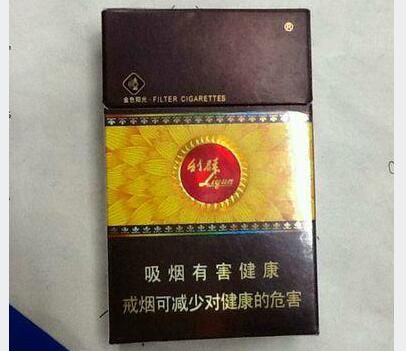 ®
金色阳光·FILTER CIGARETTES
利群
Liqun
吸烟有害健康
戒烟可减少对健康的危害